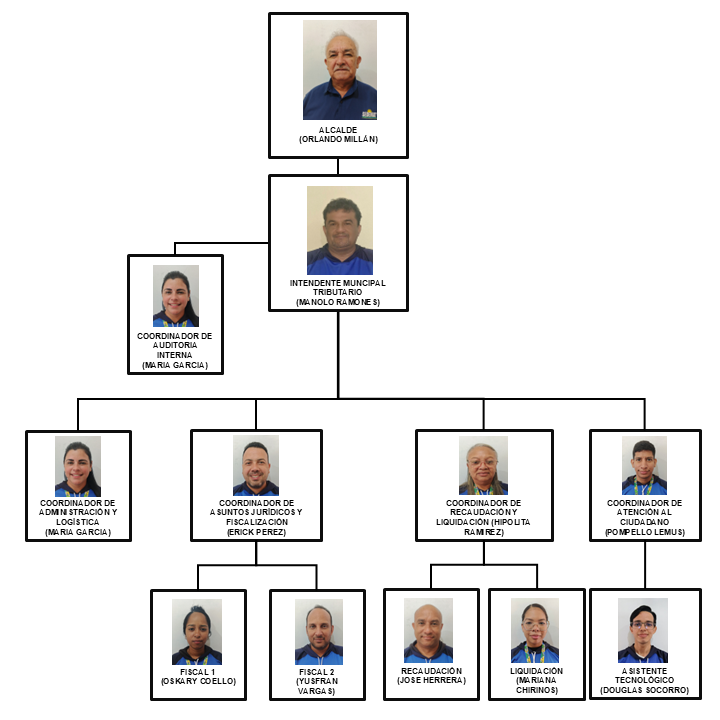 ALCALDE
(ORLANDO MILLÁN)
INTENDENTE MUNCIPAL
TRIBUTARIO
(MANOLO RAMONES)
COORDINADOR DE
AUDITORIA
INTERNA
(MARIA GARCIA)
COORDINADOR DE
ADMINISTRACIÓN Y
LOGÍSTICA
(MARIA GARCIA)
COORDINADOR DE
ASUNTOS JURÍDICOS Y
FISCALIZACIÓN
(ERICK PEREZ)
COORDINADOR DE
RECAUDACIÓN Y
LIQUIDACIÓN (HIPOLITA
RAMIREZ)
COORDINADOR DE
ATENCIÓN AL
CIUDADANO
(POMPELLO LEMUS)
FISCAL 1
(OSKARY COELLO)
FISCAL 2
(YUSFRAN
VARGAS)
RECAUDACIÓN
(JOSE HERRERA)
LIQUIDACIÓN
(MARIANA
CHIRINOS)
ASISTENTE
TECNOLÓGICO
(DOUGLAS SOCORRO)